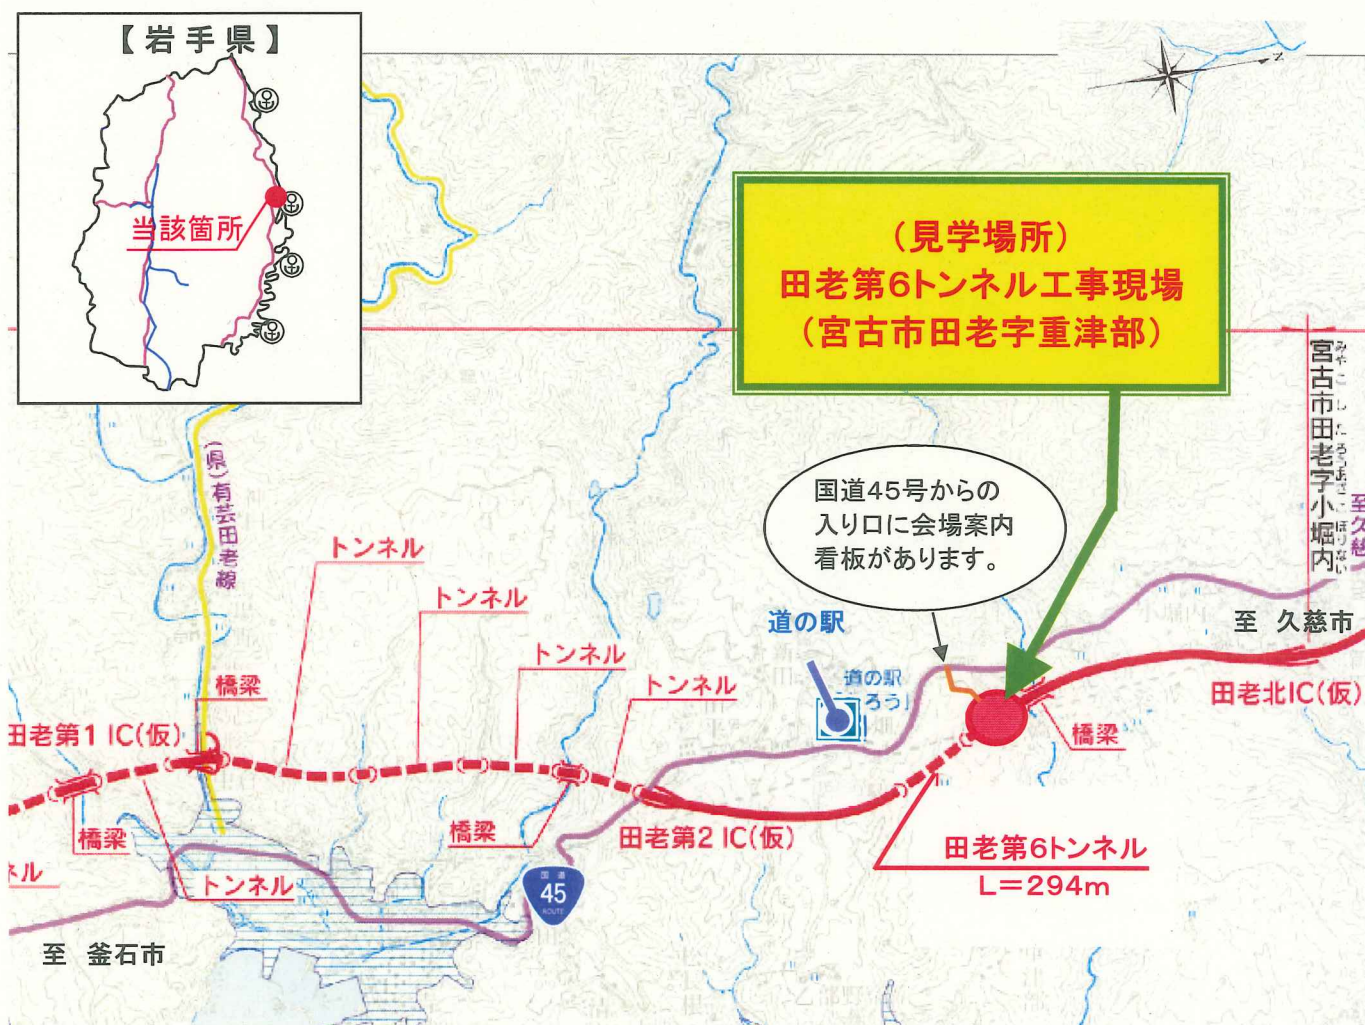 【岩手県】
当該箇所
(見学場所)
田老第6トンネル工事現場
(宮古市田老字重津部)
国道45号からの
入り口に会場案内
看板があります。
宮古市田老字小堀内
至久慈
(県)有芸田老線
トンネル
トンネル
トンネル
トンネル
道の駅
道の駅
ろう」
至 久慈市
田老北IC(仮)
橋梁
橋梁
田老第1 IC(仮)
橋梁
橋梁
田老第2 IC(仮)
田老第6トンネル
L=294m
ネル
トンネル
国道
45
ROUTE
至 釜石市